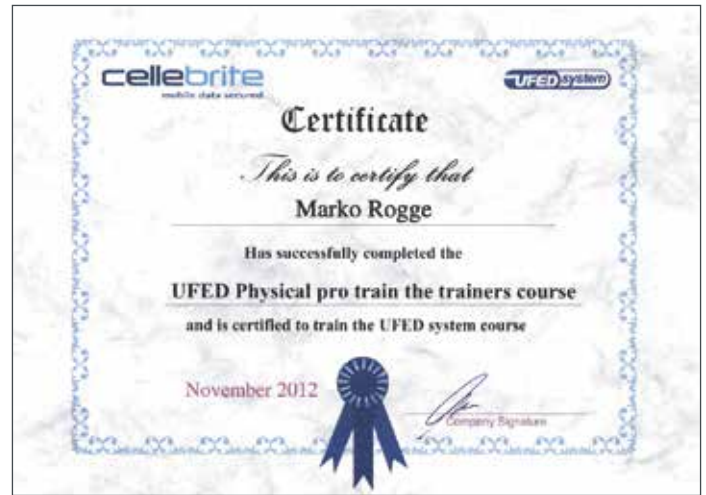 cellebrite
mobile data secured
UFED system
Certificate
This is to certify that
Marko Rogge
Has successfully completed the
UFED Physical pro train the trainers course
and is certified to train the UFED system course
November 2012
Company Signature